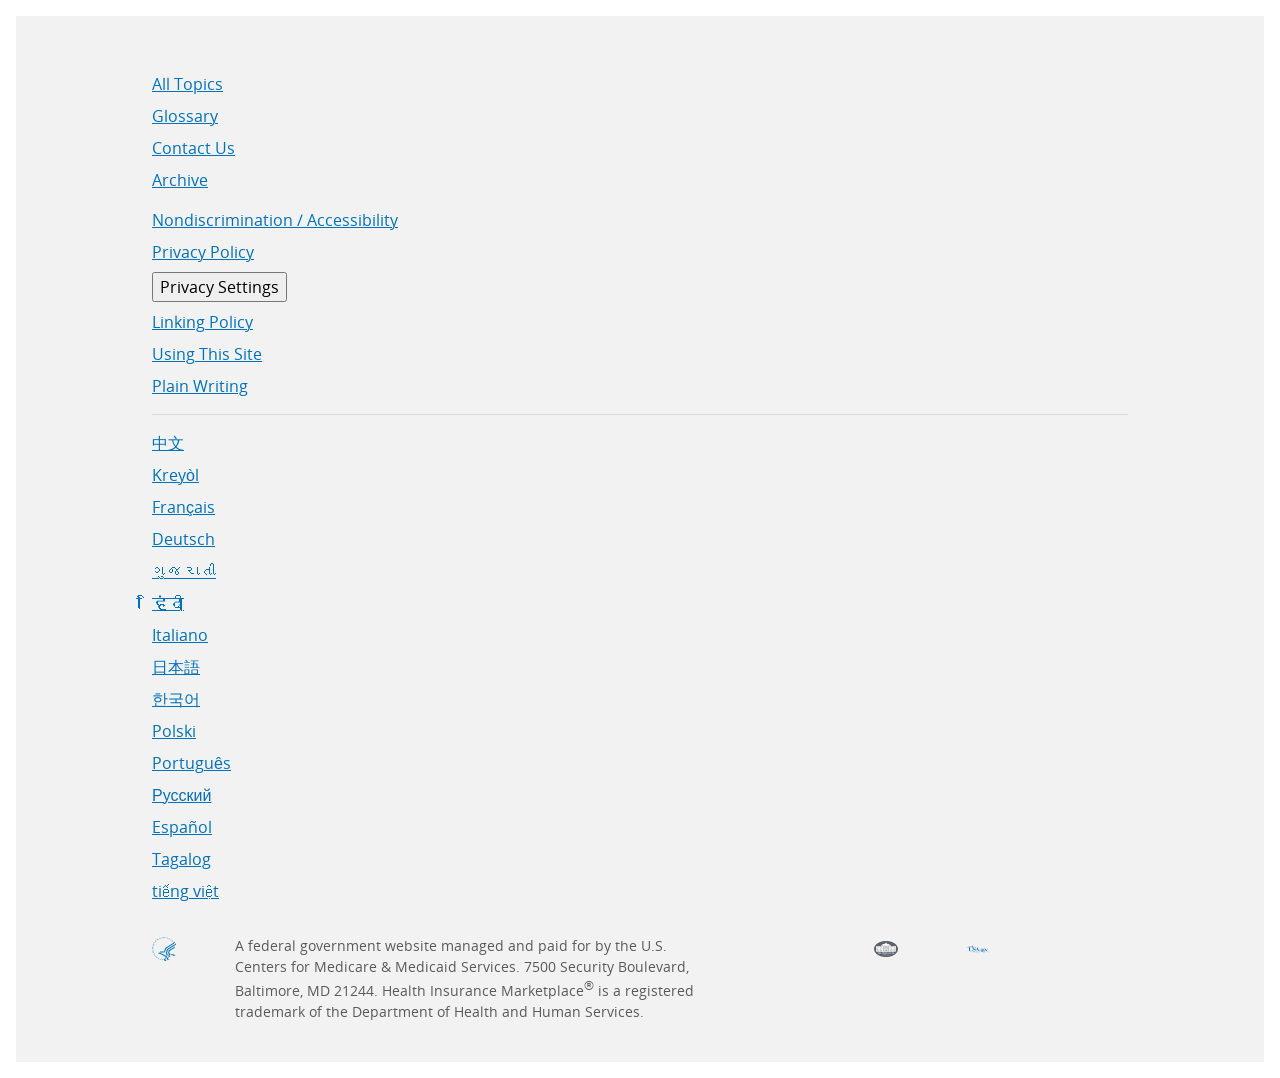 All Topics
Glossary
Contact Us
Archive
Nondiscrimination / Accessibility
Privacy Policy
Privacy Settings
Linking Policy
Using This Site
Plain Writing
中文
Kreyòl
Français
Deutsch
ગુજરાતી
हिंदी
Italiano
日本語
한국어
Polski
Português
Русский
Español
Tagalog
tiếng việt
A federal government website managed and paid for by the U.S.
Centers for Medicare & Medicaid Services. 7500 Security Boulevard,
Baltimore, MD 21244. Health Insurance Marketplace® is a registered
trademark of the Department of Health and Human Services.